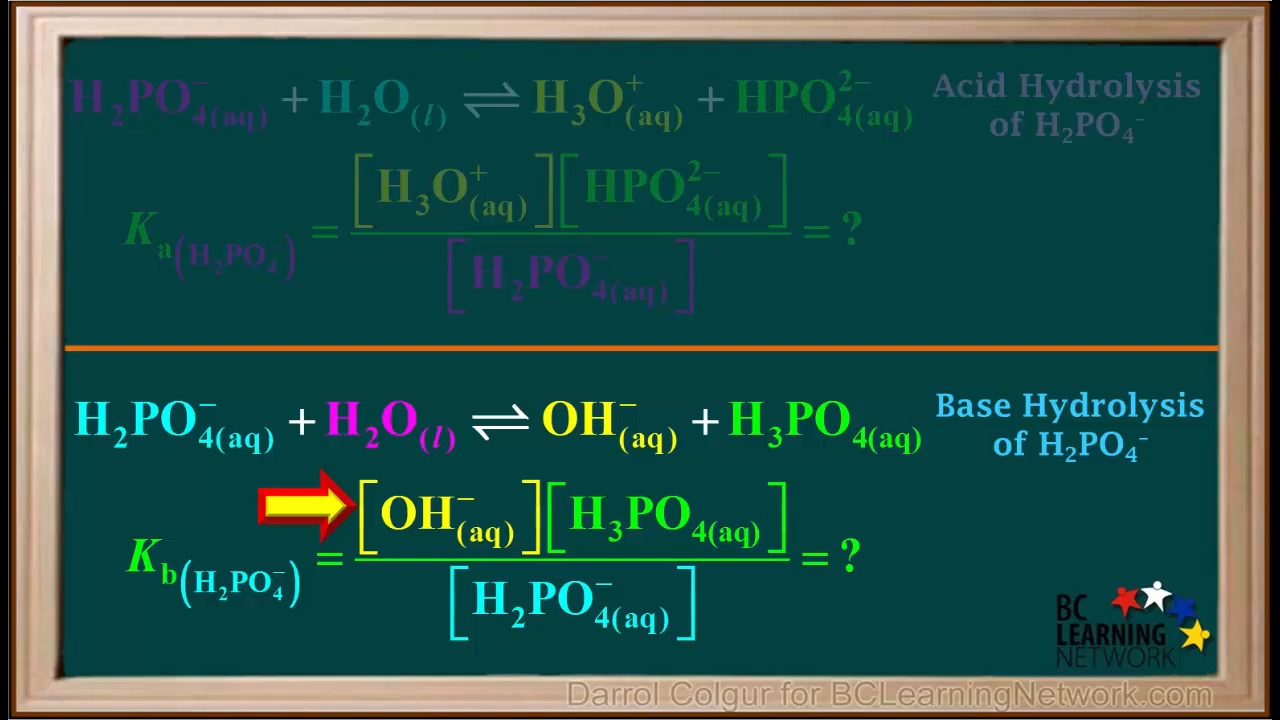 H₂PO₄⁻(aq) + H₂O(l) ⇌ H₃O⁺(aq) + HPO₄²⁻(aq) Acid Hydrolysis
of H₂PO₄⁻
Kₐ(H₂PO₄⁻) = [H₃O⁺(aq)][HPO₄²⁻(aq)] / [H₂PO₄⁻(aq)] = ?
H₂PO₄⁻(aq) + H₂O(l) ⇌ OH⁻(aq) + H₃PO₄(aq) Base Hydrolysis
of H₂PO₄⁻
K_b(H₂PO₄⁻) = [OH⁻(aq)][H₃PO₄(aq)] / [H₂PO₄⁻(aq)] = ?
BC
LEARNING
NETWORK
Darrol Colgur for BCLearningNetwork.com